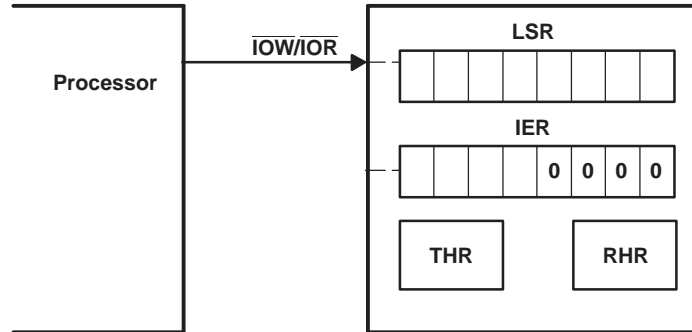 LSR
IOW/IOR
Processor
IER
0 0 0 0
THR RHR